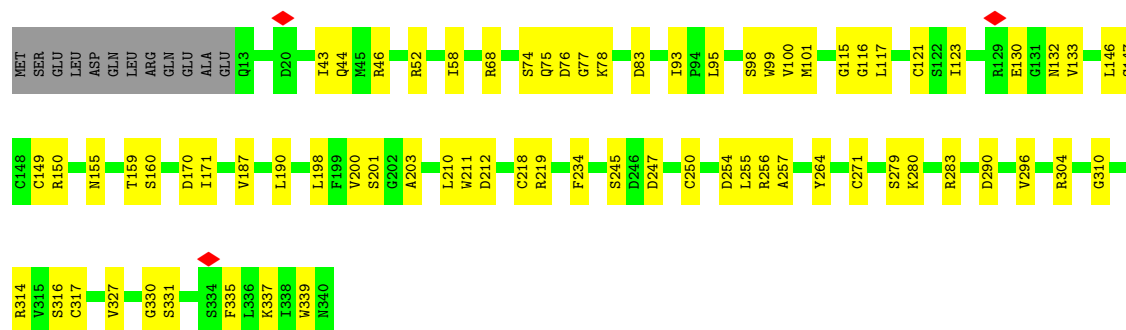 MET SER GLU LEU ASP GLN LEU ARG GLN GLU ALA GLU Q13 D20 I43 Q44 M45 R46 R52 I58 R68 S74 Q75 D76 G77 K78 D83 I93 P94 L95 S98 W99 V100 M101 G115 G116 L117 C121 S122 I123 R129 E130 G131 N132 V133 L146
C148 C149 R150 N155 T159 S160 D170 I171 V187 L190 L198 F199 V200 S201 G202 A203 L210 W211 D212 C218 R219 F234 S245 D246 D247 C250 D254 L255 R256 A257 Y264 C271 S279 K280 R283 D290 V296 R304 G310
R314 V315 S316 C317 V327 G330 S331 S334 F335 L336 K337 I338 W339 N340